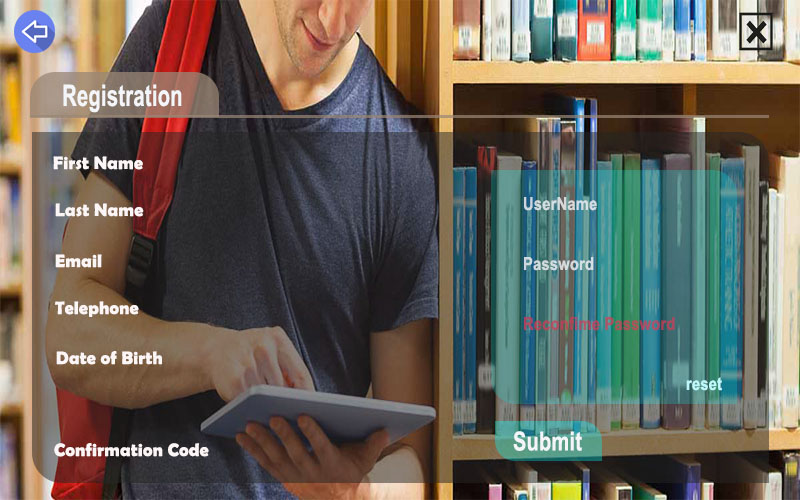 Registration
First Name
Last Name
Email
Telephone
Date of Birth
Confirmation Code
UserName
Password
Reconfime Password
reset
Submit